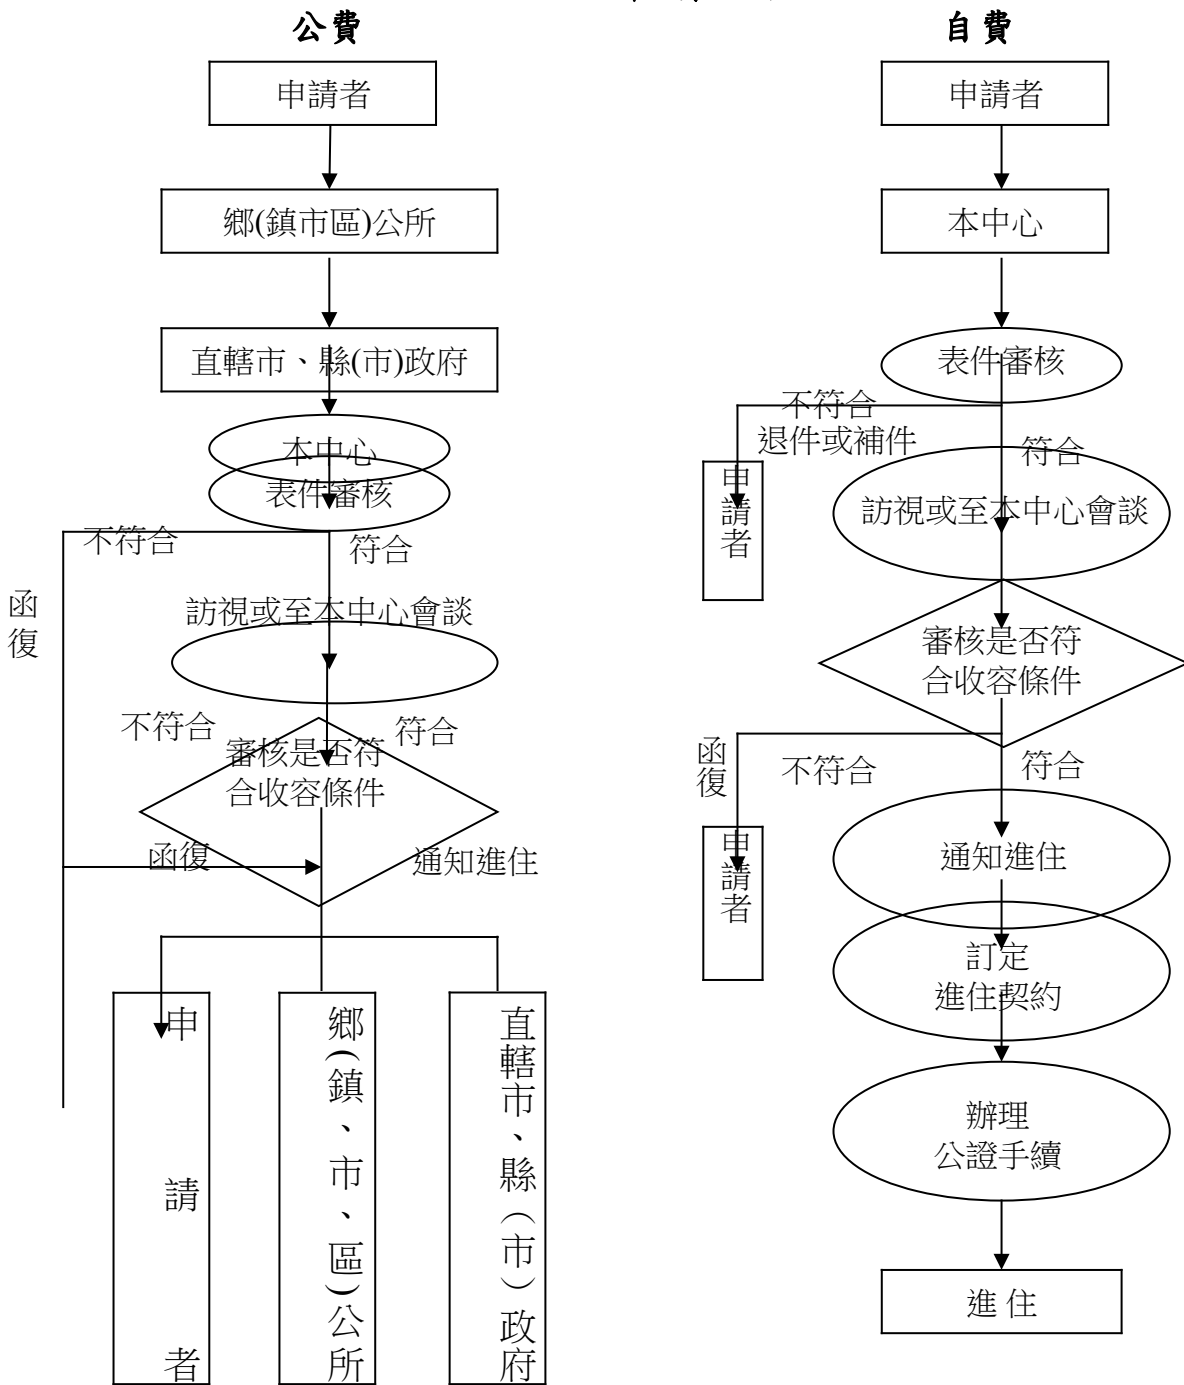 公費
申請者
鄉(鎮市區)公所
直轄市、縣(市)政府
本中心
表件審核
不符合
符合
函
復
訪視或至本中心會談
不符合
符合
審核是否符
合收容條件
函復
通知進住
申請者
鄉(鎮、市、區)公所
直轄市、縣(市)政府
自費
申請者
本中心
表件審核
不符合
退件或補件
符合
申請者
訪視或至本中心會談
審核是否符
合收容條件
函復
不符合
符合
申請者
通知進住
訂定
進住契約
辦理
公證手續
進 住